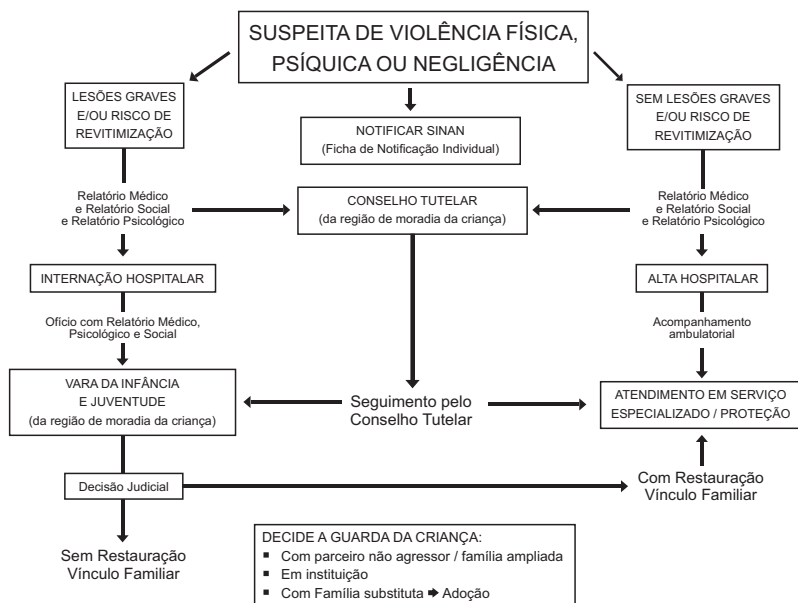 SUSPEITA DE VIOLÊNCIA FÍSICA,
PSÍQUICA OU NEGLIGÊNCIA
LESÕES GRAVES
E/OU RISCO DE
REVITIMIZAÇÃO
NOTIFICAR SINAN
(Ficha de Notificação Individual)
SEM LESÕES GRAVES
E/OU RISCO DE
REVITIMIZAÇÃO
Relatório Médico
e Relatório Social
e Relatório Psicológico
CONSELHO TUTELAR
(da região de moradia da criança)
Relatório Médico
e Relatório Social
e Relatório Psicológico
INTERNAÇÃO HOSPITALAR
ALTA HOSPITALAR
Ofício com Relatório Médico,
Psicológico e Social
Acompanhamento
ambulatorial
VARA DA INFÂNCIA
E JUVENTUDE
(da região de moradia da criança)
Seguimento pelo
Conselho Tutelar
ATENDIMENTO EM SERVIÇO
ESPECIALIZADO / PROTEÇÃO
Decisão Judicial
Com Restauração
Vínculo Familiar
Sem Restauração
Vínculo Familiar
DECIDE A GUARDA DA CRIANÇA:
▪ Com parceiro não agressor / família ampliada
▪ Em instituição
▪ Com Família substituta ➡ Adoção